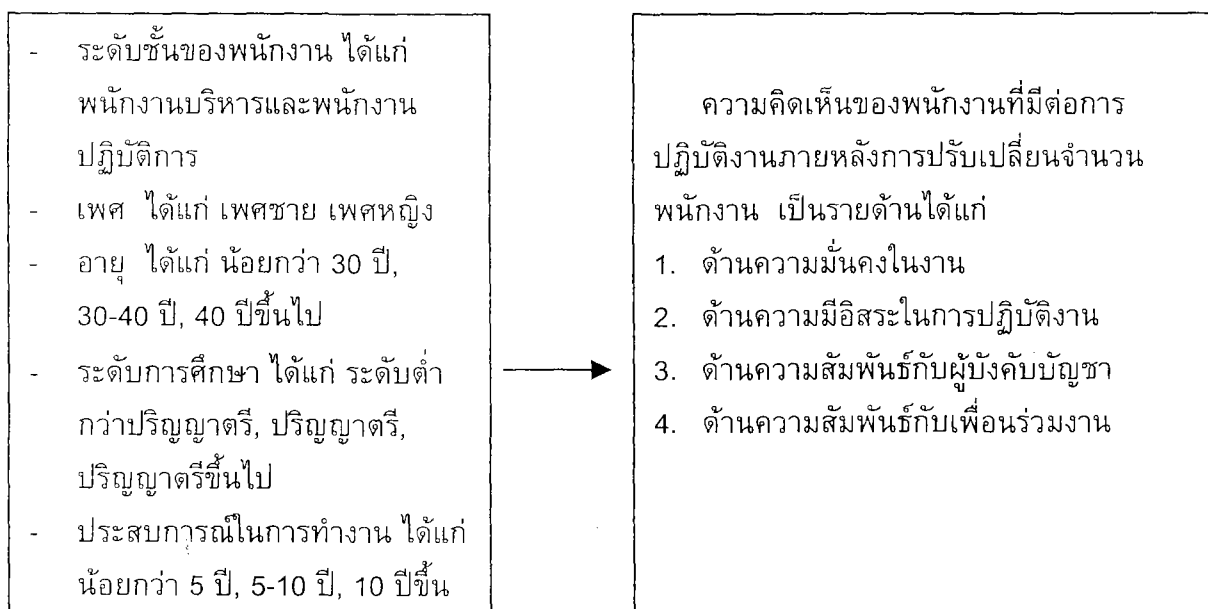 - ระดับชั้นของพนักงาน ได้แก่
พนักงานบริหารและพนักงาน
ปฏิบัติการ
- เพศ ได้แก่ เพศชาย เพศหญิง
- อายุ ได้แก่ น้อยกว่า 30 ปี,
30-40 ปี, 40 ปีขึ้นไป
- ระดับการศึกษา ได้แก่ ระดับต่ำ
กว่าปริญญาตรี, ปริญญาตรี,
ปริญญาตรีขึ้นไป
- ประสบการณ์ในการทำงาน ได้แก่
น้อยกว่า 5 ปี, 5-10 ปี, 10 ปีขึ้น
ความคิดเห็นของพนักงานที่มีต่อการ
ปฏิบัติงานภายหลังการปรับเปลี่ยนจำนวน
พนักงาน เป็นรายด้านได้แก่
1. ด้านความมั่นคงในงาน
2. ด้านความมีอิสระในการปฏิบัติงาน
3. ด้านความสัมพันธ์กับผู้บังคับบัญชา
4. ด้านความสัมพันธ์กับเพื่อนร่วมงาน